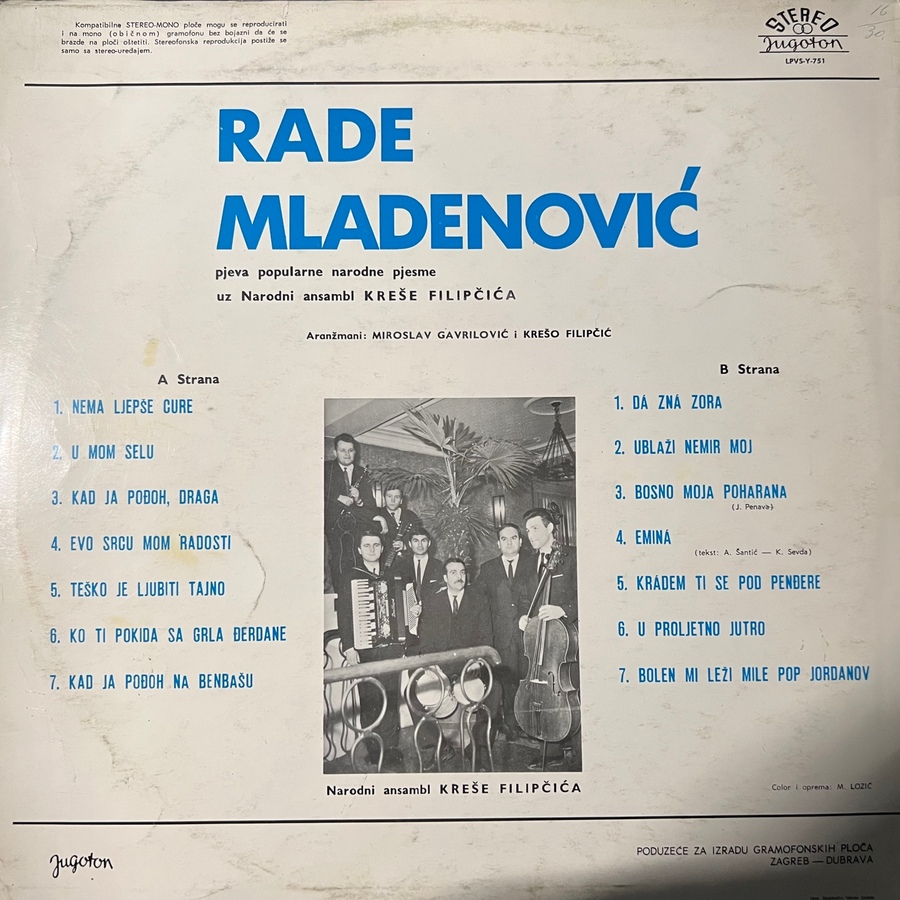 Kompatibilne STEREO-MONO ploče mogu se reproducirati
i na mono (običnom) gramofonu bez bojazni da će se
brazde na ploči oštetiti. Stereofonska reprodukcija postiže se
samo sa stereo-uređajem.
STEREO
Jugoton
LPVS-Y-751
16
30
RADE
MLADENOVIĆ
pjeva popularne narodne pjesme
uz Narodni ansambl KREŠE FILIPČIĆA
Aranžmani: MIROSLAV GAVRILOVIĆ i KREŠO FILIPČIĆ
A Strana
1. NEMA LJEPŠE CURE
2. U MOM SELU
3. KAD JA POĐOH, DRAGA
4. EVO SRCU MOM RADOSTI
5. TEŠKO JE LJUBITI TAJNO
6. KO TI POKIDA SA GRLA ĐERDANE
7. KAD JA POĐOH NA BENBAŠU
B Strana
1. DA ZNA ZORA
2. UBLAŽI NEMIR MOJ
3. BOSNO MOJA POHARANA
(J. Penava)
4. EMINA
(tekst: A. Šantić — K. Sevda)
5. KRADEM TI SE POD PENĐERE
6. U PROLJETNO JUTRO
7. BOLEN MI LEŽI MILE POP JORDANOV
Narodni ansambl KREŠE FILIPČIĆA
Color i oprema: M. LOZIĆ
Jugoton
PODUZEĆE ZA IZRADU GRAMOFONSKIH PLOČA
ZAGREB — DUBRAVA